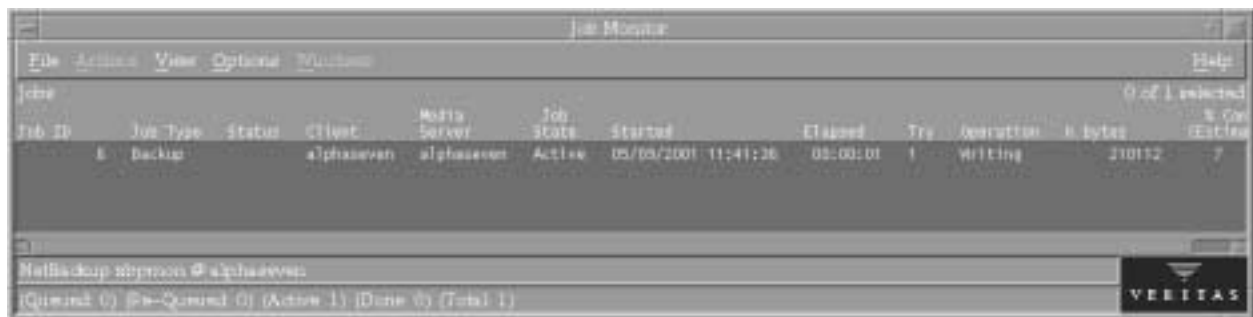 Job Monitor
File Actions View Options Windows Help
Jobs 0 of 1 selected
Media Job % Com
Job ID Job Type Status Client Server State Started Elapsed Try Operation K bytes (Estima
6 Backup alphaseven alphaseven Active 05/09/2001 11:41:26 00:00:01 1 Writing 210112 7
NetBackup xbpmon @ alphaseven
(Queued 0) (Re-Queued 0) (Active 1) (Done 0) (Total 1)
VERITAS